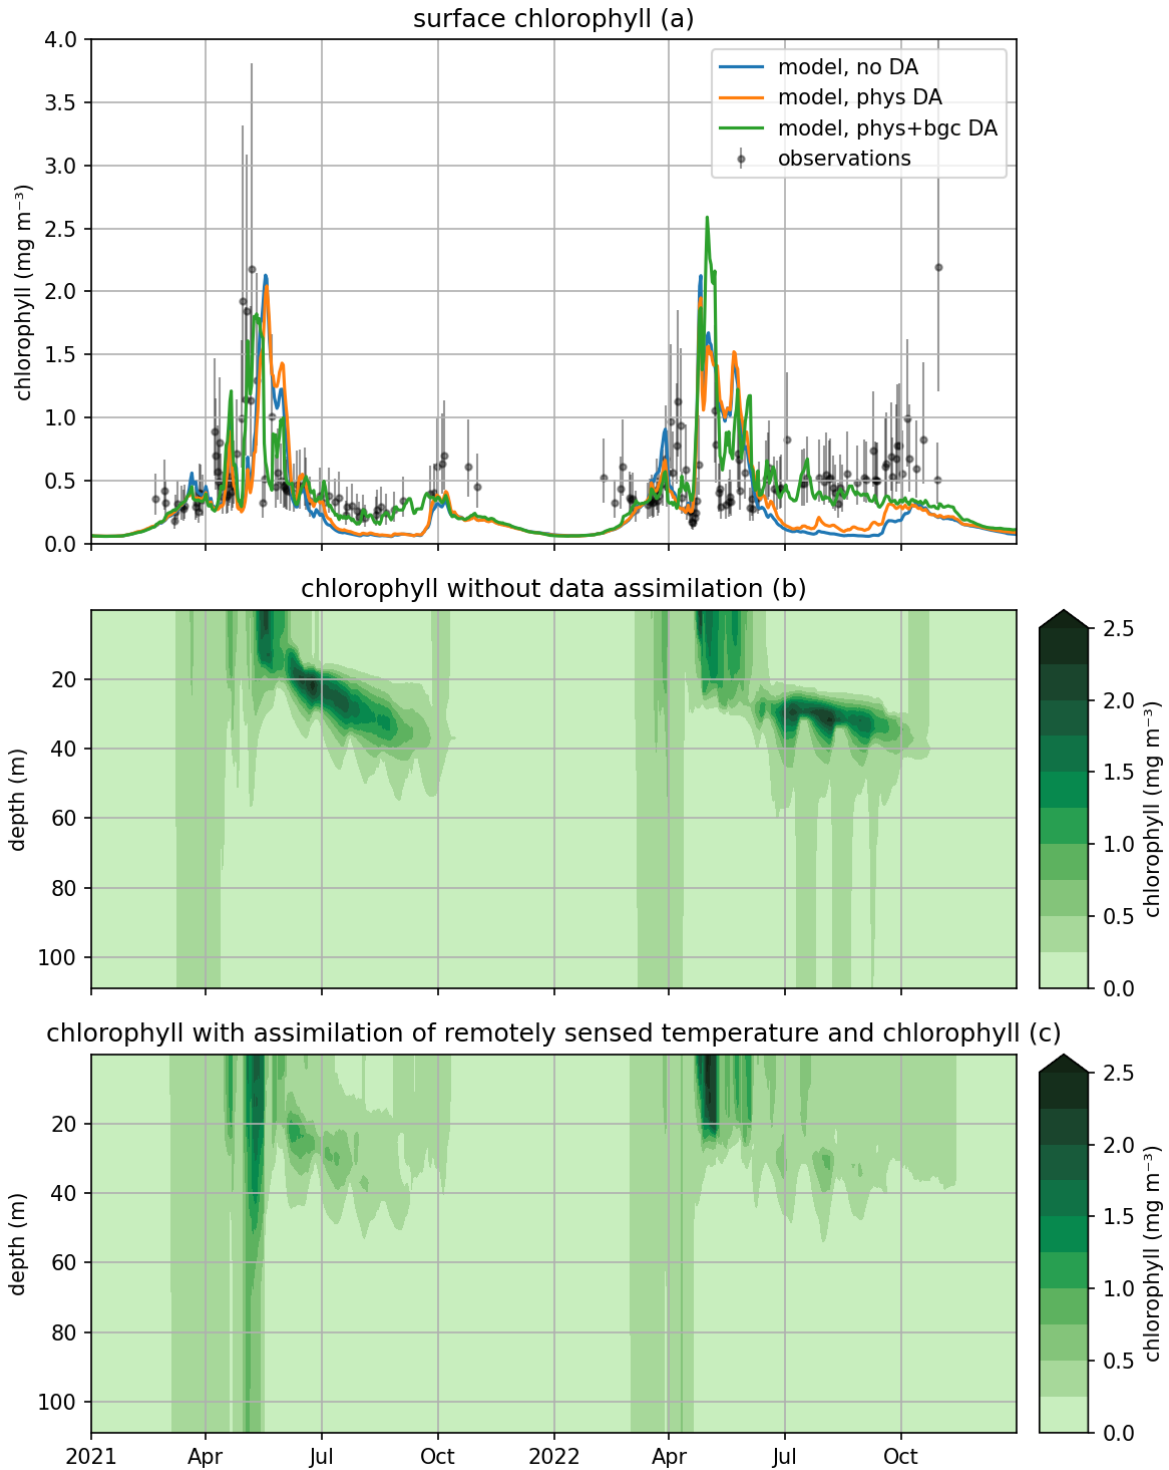 surface chlorophyll (a)
4.0
3.5
3.0
2.5
2.0
1.5
1.0
0.5
0.0
chlorophyll (mg m⁻³)
model, no DA
model, phys DA
model, phys+bgc DA
observations
chlorophyll without data assimilation (b)
20
40
60
80
100
depth (m)
2.5
2.0
1.5
1.0
0.5
0.0
chlorophyll (mg m⁻³)
chlorophyll with assimilation of remotely sensed temperature and chlorophyll (c)
20
40
60
80
100
depth (m)
2021 Apr Jul Oct 2022 Apr Jul Oct
2.5
2.0
1.5
1.0
0.5
0.0
chlorophyll (mg m⁻³)